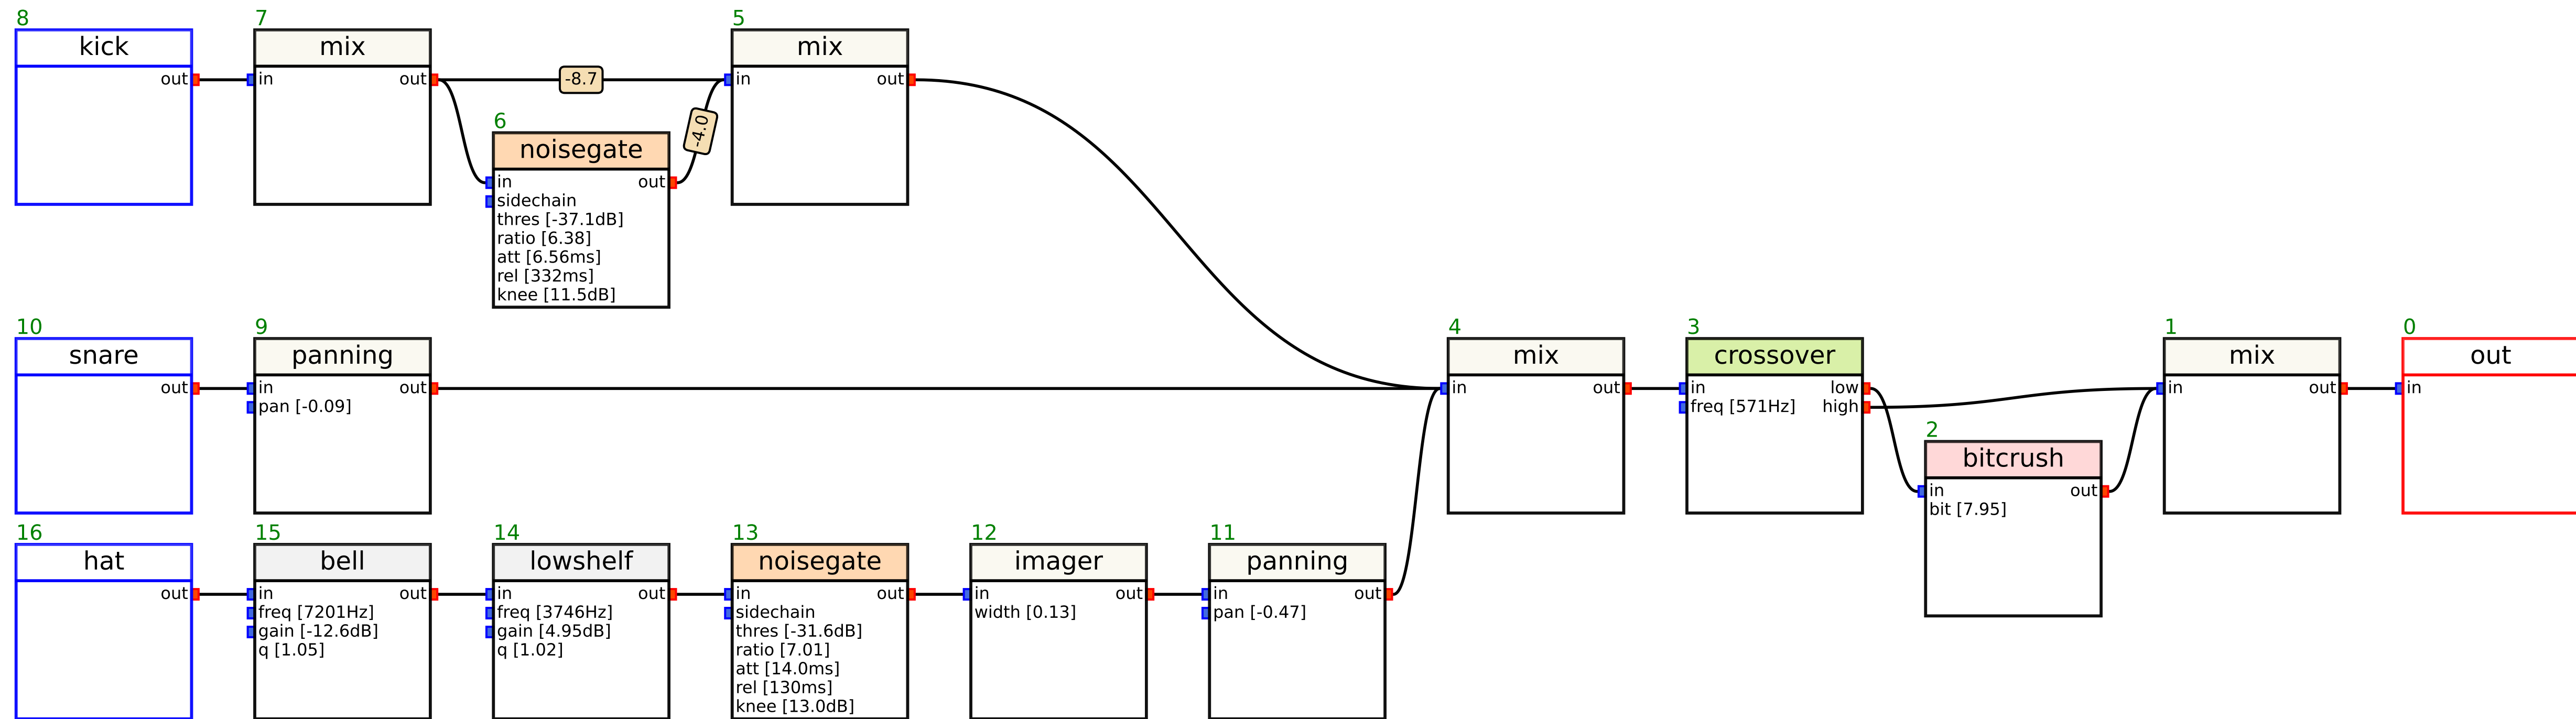 8
kick
out
7
mix
in out
-8.7
-4.0
6
noisegate
in out
sidechain
thres [-37.1dB]
ratio [6.38]
att [6.56ms]
rel [332ms]
knee [11.5dB]
5
mix
in out
10
snare
out
9
panning
in out
pan [-0.09]
4
mix
in out
3
crossover
in low
freq [571Hz] high
2
bitcrush
in out
bit [7.95]
1
mix
in out
0
out
in
16
hat
out
15
bell
in out
freq [7201Hz]
gain [-12.6dB]
q [1.05]
14
lowshelf
in out
freq [3746Hz]
gain [4.95dB]
q [1.02]
13
noisegate
in out
sidechain
thres [-31.6dB]
ratio [7.01]
att [14.0ms]
rel [130ms]
knee [13.0dB]
12
imager
in out
width [0.13]
11
panning
in out
pan [-0.47]